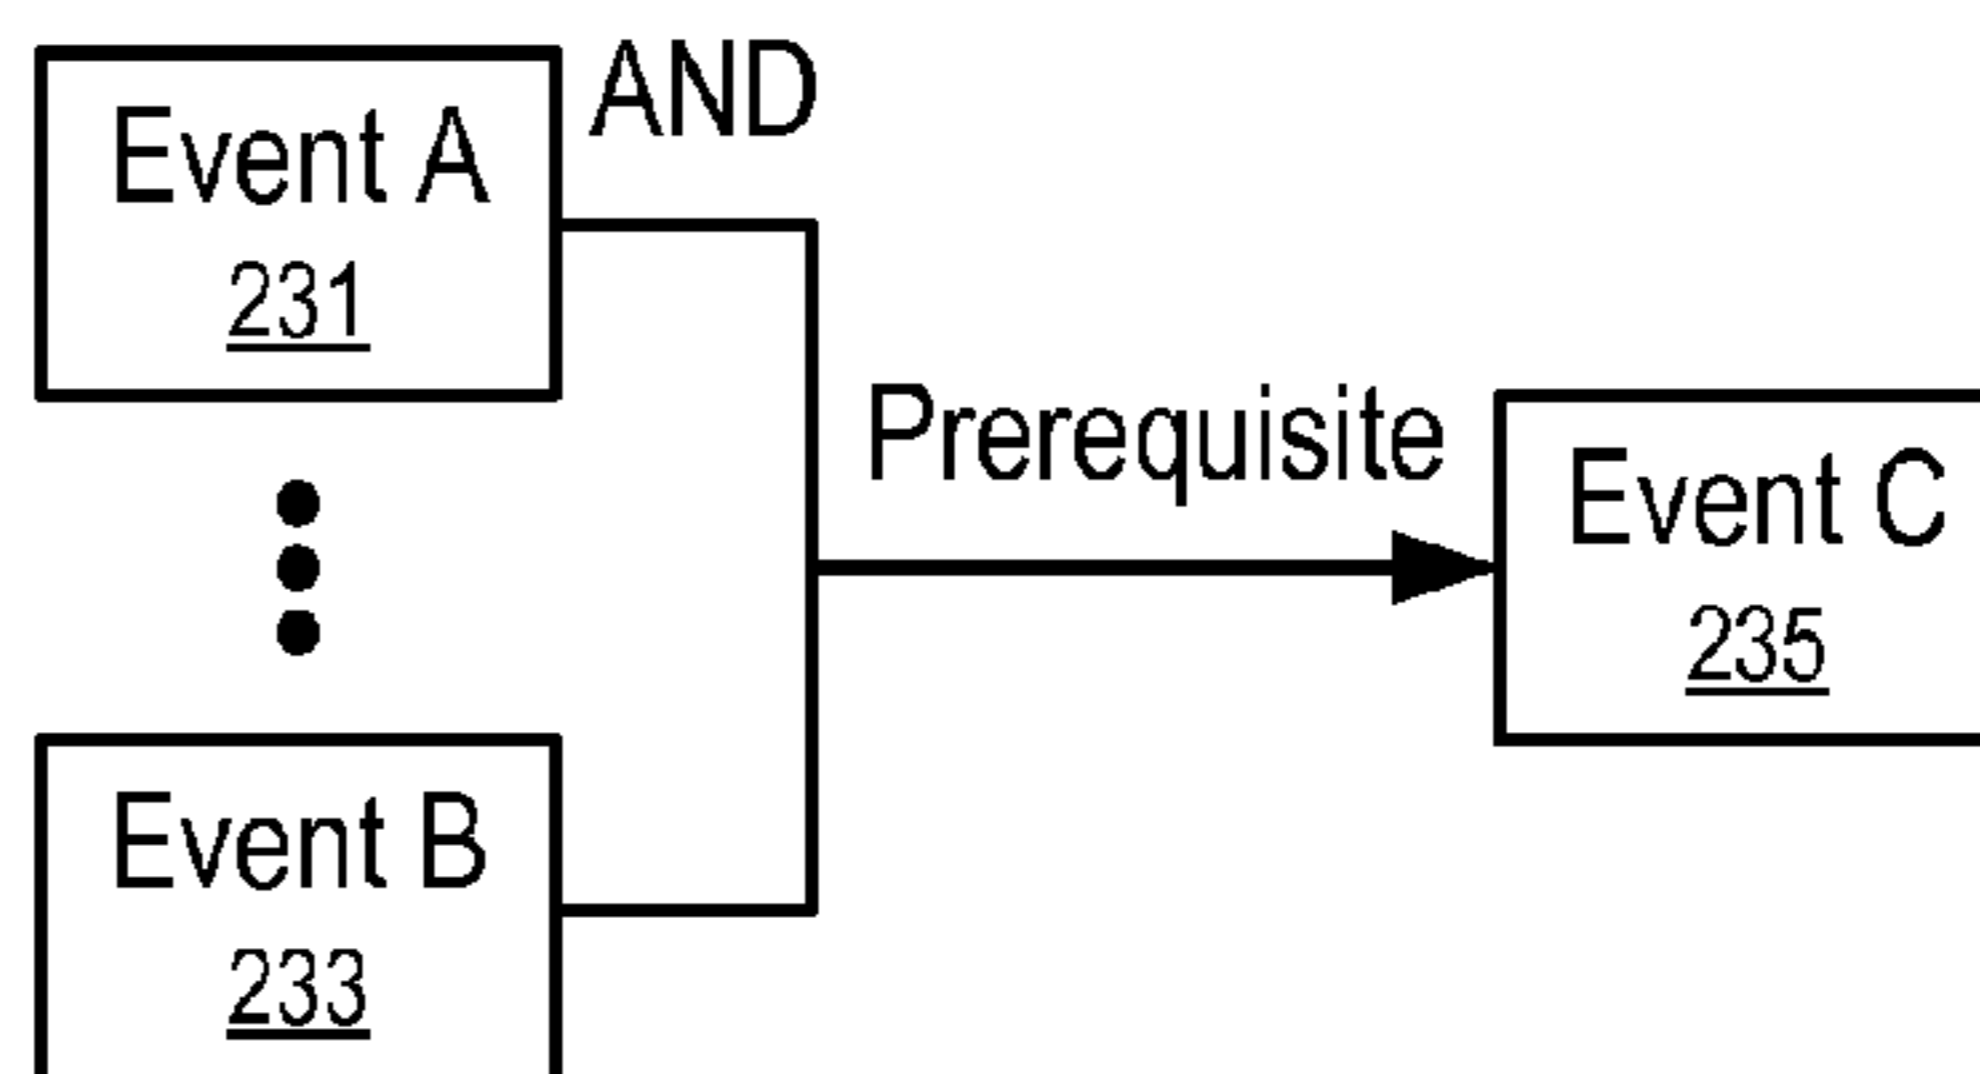 Event A
231
AND
Prerequisite
Event C
235
Event B
233